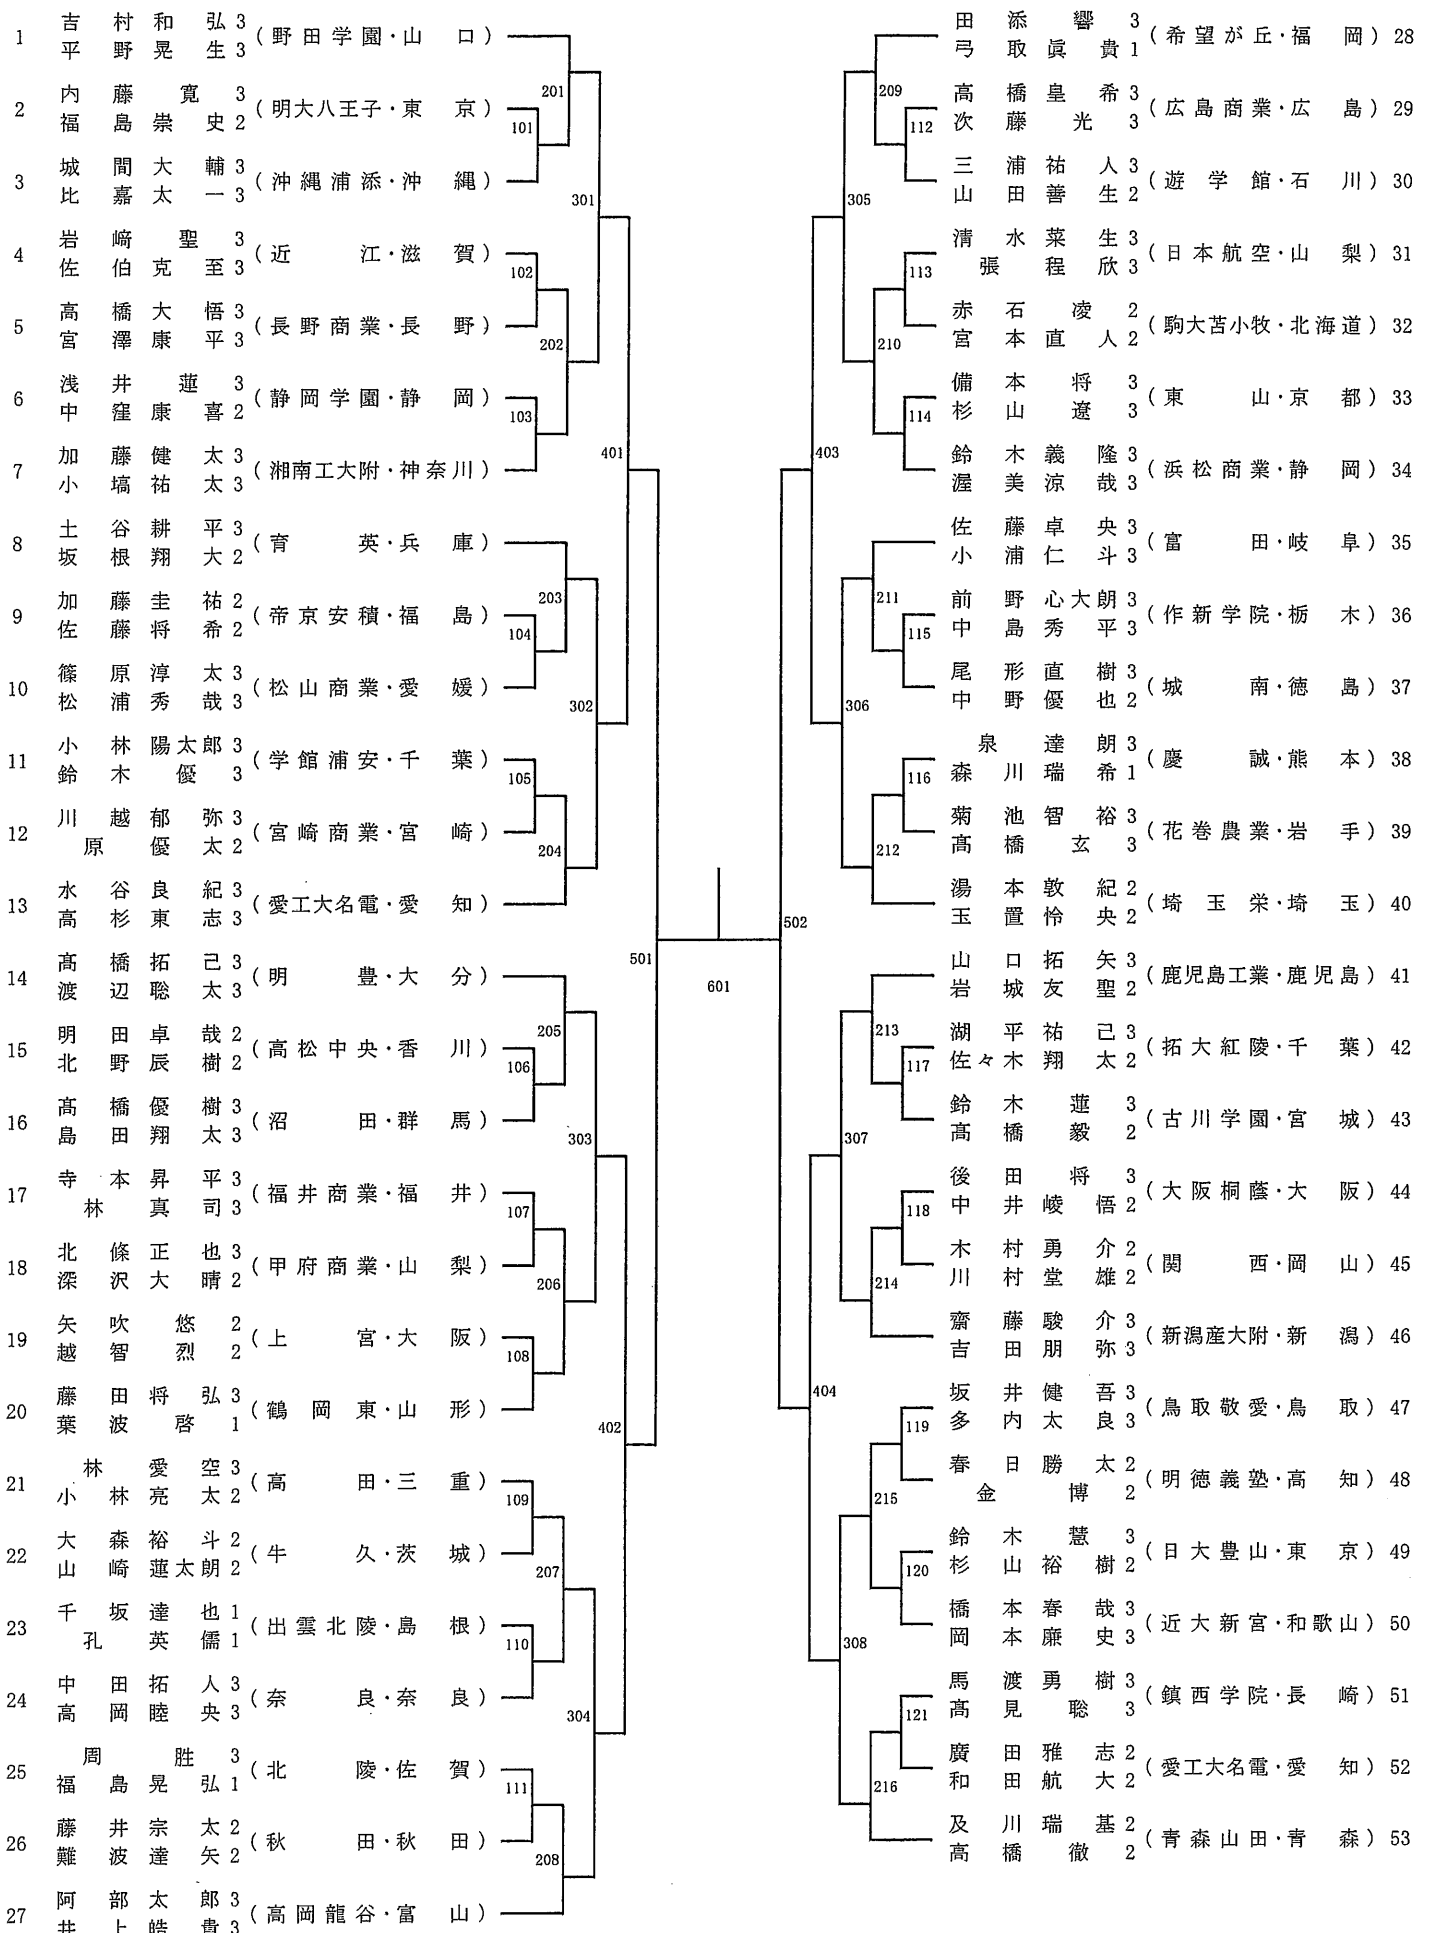 吉村和弘 3
1 (野田学園・山口)
平野晃生 3
内藤寛 3
2 (明大八王子・東京)
福島崇史 2
城間大輔 3
3 (沖縄浦添・沖縄)
比嘉太一 3
岩﨑聖 3
4 (近江・滋賀)
佐伯克至 3
高橋大悟 3
5 (長野商業・長野)
宮澤康平 3
浅井蓮 3
6 (静岡学園・静岡)
中窪康喜 2
加藤健太 3
7 (湘南工大附・神奈川)
小塙祐太 3
土谷耕平 3
8 (育英・兵庫)
坂根翔大 2
加藤圭祐 2
9 (帝京安積・福島)
佐藤将希 2
篠原淳太 3
10 (松山商業・愛媛)
松浦秀哉 3
小林陽太郎 3
11 (学館浦安・千葉)
鈴木優 3
川越郁弥 3
12 (宮崎商業・宮崎)
原優太 2
水谷良紀 3
13 (愛工大名電・愛知)
高杉東志 3
髙橋拓己 3
14 (明豊・大分)
渡辺聡太 3
明田卓哉 2
15 (高松中央・香川)
北野辰樹 2
髙橋優樹 3
16 (沼田・群馬)
島田翔太 3
寺本昇平 3
17 (福井商業・福井)
林真司 3
北條正也 3
18 (甲府商業・山梨)
深沢大晴 2
矢吹悠 2
19 (上宮・大阪)
越智烈 2
藤田将弘 3
20 (鶴岡東・山形)
葉波啓 1
林愛空 3
21 (高田・三重)
小林亮太 2
大森裕斗 2
22 (牛久・茨城)
山崎蓮太朗 2
千坂達也 1
23 (出雲北陵・島根)
孔英儒 1
中田拓人 3
24 (奈良・奈良)
高岡睦央 3
周胜 3
25 (北陵・佐賀)
福島晃弘 1
藤井宗太 2
26 (秋田・秋田)
難波達矢 2
阿部太郎 3
27 (高岡龍谷・富山)
井上皓貴 3
101
102
103
104
105
106
107
108
109
110
111
201
202
203
204
205
206
207
208
301
302
303
304
401
402
501
601
502
403
404
305
306
307
308
209
210
211
212
213
214
215
216
112
113
114
115
116
117
118
119
120
121
田添響 3
(希望が丘・福岡) 28
弓取眞貴 1
高橋皇希 3
(広島商業・広島) 29
次藤光 3
三浦祐人 3
(遊学館・石川) 30
山田善生 2
清水菜生 3
(日本航空・山梨) 31
張程欣 3
赤石凌 2
(駒大苫小牧・北海道) 32
宮本直人 2
備本将 3
(東山・京都) 33
杉山遼 3
鈴木義隆 3
(浜松商業・静岡) 34
渥美涼哉 3
佐藤卓央 3
(富田・岐阜) 35
小浦仁斗 3
前野心大朗 3
(作新学院・栃木) 36
中島秀平 3
尾形直樹 3
(城南・徳島) 37
中野優也 2
泉達朗 3
(慶誠・熊本) 38
森川瑞希 1
菊池智裕 3
(花巻農業・岩手) 39
髙橋玄 3
湯本敦紀 2
(埼玉栄・埼玉) 40
玉置怜央 2
山口拓矢 3
(鹿児島工業・鹿児島) 41
岩城友聖 2
湖平祐己 3
(拓大紅陵・千葉) 42
佐々木翔太 2
鈴木蓮 3
(古川学園・宮城) 43
髙橋毅 2
後田将 3
(大阪桐蔭・大阪) 44
中井崚悟 2
木村勇介 2
(関西・岡山) 45
川村堂雄 2
齋藤駿介 3
(新潟産大附・新潟) 46
吉田朋弥 3
坂井健吾 3
(鳥取敬愛・鳥取) 47
多内太良 3
春日勝太 2
(明徳義塾・高知) 48
金博 2
鈴木慧 3
(日大豊山・東京) 49
杉山裕樹 2
橋本春哉 3
(近大新宮・和歌山) 50
岡本廉史 3
馬渡勇樹 3
(鎮西学院・長崎) 51
髙見聡 3
廣田雅志 2
(愛工大名電・愛知) 52
和田航大 2
及川瑞基 2
(青森山田・青森) 53
高橋徹 2